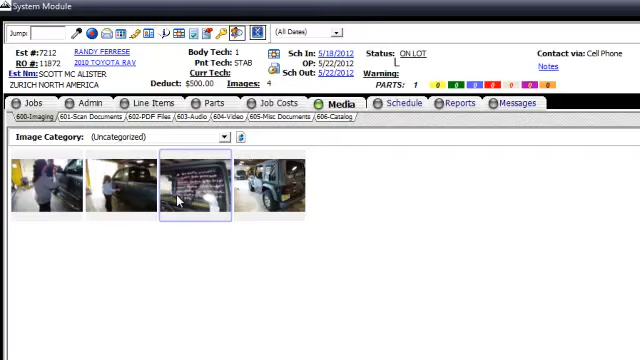 System Module
Jump: (All Dates)
Est #: 7212 RANDY FERRESE Body Tech: 1 Sch In: 5/18/2012 Status: ON LOT Contact via: Cell Phone
RO #: 11872 2010 TOYOTA RAV Pnt Tech: STAB OP: 5/22/2012 Notes
Est Nm: SCOTT MC ALISTER Curr Tech: Sch Out: 5/22/2012 Warning:
ZURICH NORTH AMERICA Deduct: $500.00 Images: 4 PARTS: 1 0 0 0 0 0 0
Jobs Admin Line Items Parts Job Costs Media Schedule Reports Messages
600-Imaging 601-Scan Documents 602-PDF Files 603-Audio 604-Video 605-Misc Documents 606-Catalog
Image Category: (Uncategorized)